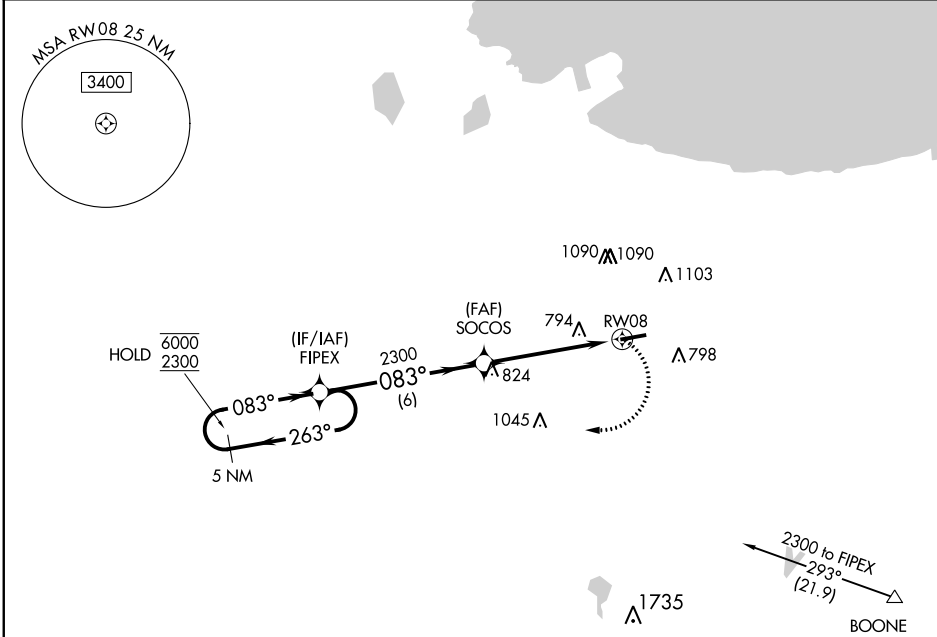 MSA RW08 25 NM
3400
1090 1090
1103
(FAF)
SOCOS
794
RW08
(IF/IAF)
FIPEX
HOLD 6000
2300
2300
798
083°
083°
824
(6)
263°
1045
5 NM
2300 to FIPEX
293°
(21.9)
1735
BOONE